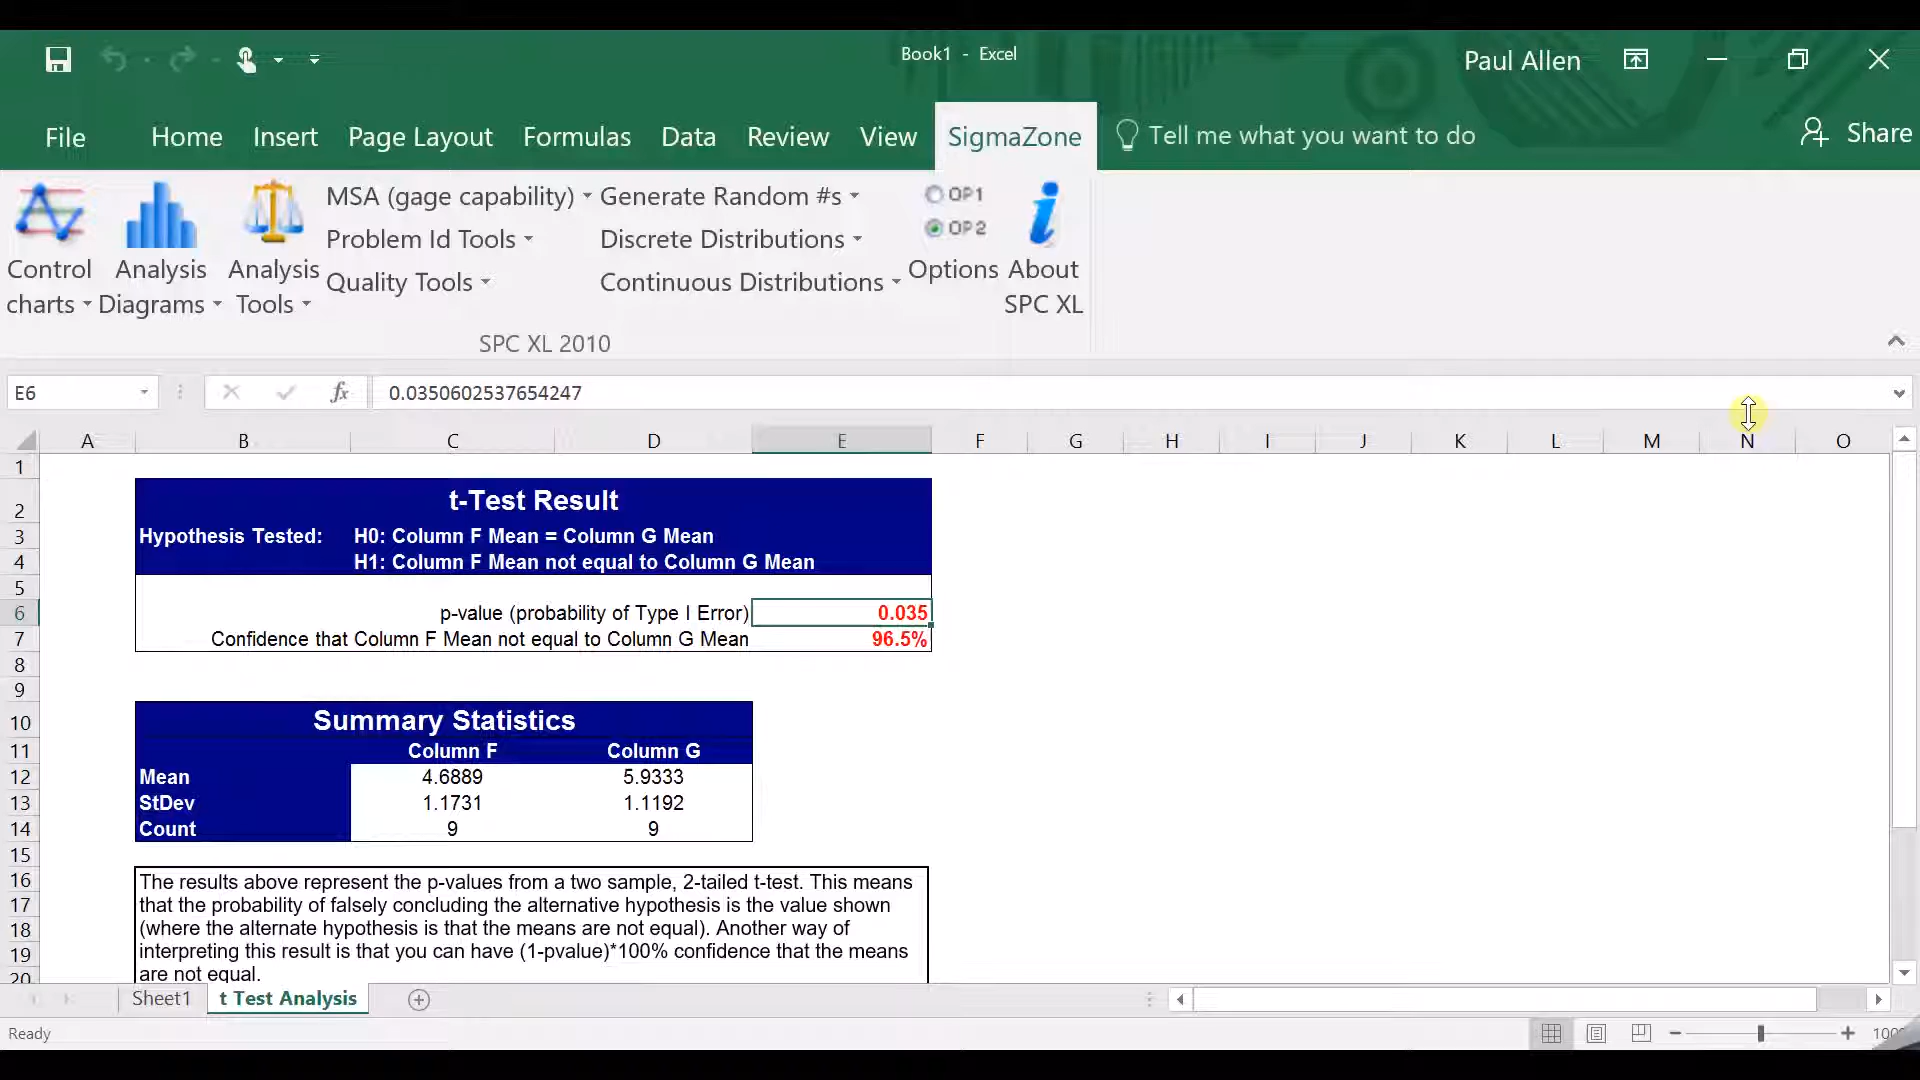 Book1 - Excel
Paul Allen
File Home Insert Page Layout Formulas Data Review View SigmaZone Tell me what you want to do Share
Control charts
Analysis Diagrams
Analysis Tools
MSA (gage capability)
Problem Id Tools
Quality Tools
Generate Random #s
Discrete Distributions
Continuous Distributions
OP1
OP2
Options
About SPC XL
SPC XL 2010
E6 fx 0.0350602537654247
A B C D E F G H I J K L M N O
1
2 t-Test Result
3 Hypothesis Tested: H0: Column F Mean = Column G Mean
4 H1: Column F Mean not equal to Column G Mean
5
6 p-value (probability of Type I Error) 0.035
7 Confidence that Column F Mean not equal to Column G Mean 96.5%
8
9
10 Summary Statistics
11 Column F Column G
12 Mean 4.6889 5.9333
13 StDev 1.1731 1.1192
14 Count 9 9
15
16 The results above represent the p-values from a two sample, 2-tailed t-test. This means
17 that the probability of falsely concluding the alternative hypothesis is the value shown
18 (where the alternate hypothesis is that the means are not equal). Another way of
19 interpreting this result is that you can have (1-pvalue)*100% confidence that the means
20 are not equal.
Sheet1 t Test Analysis
Ready 100